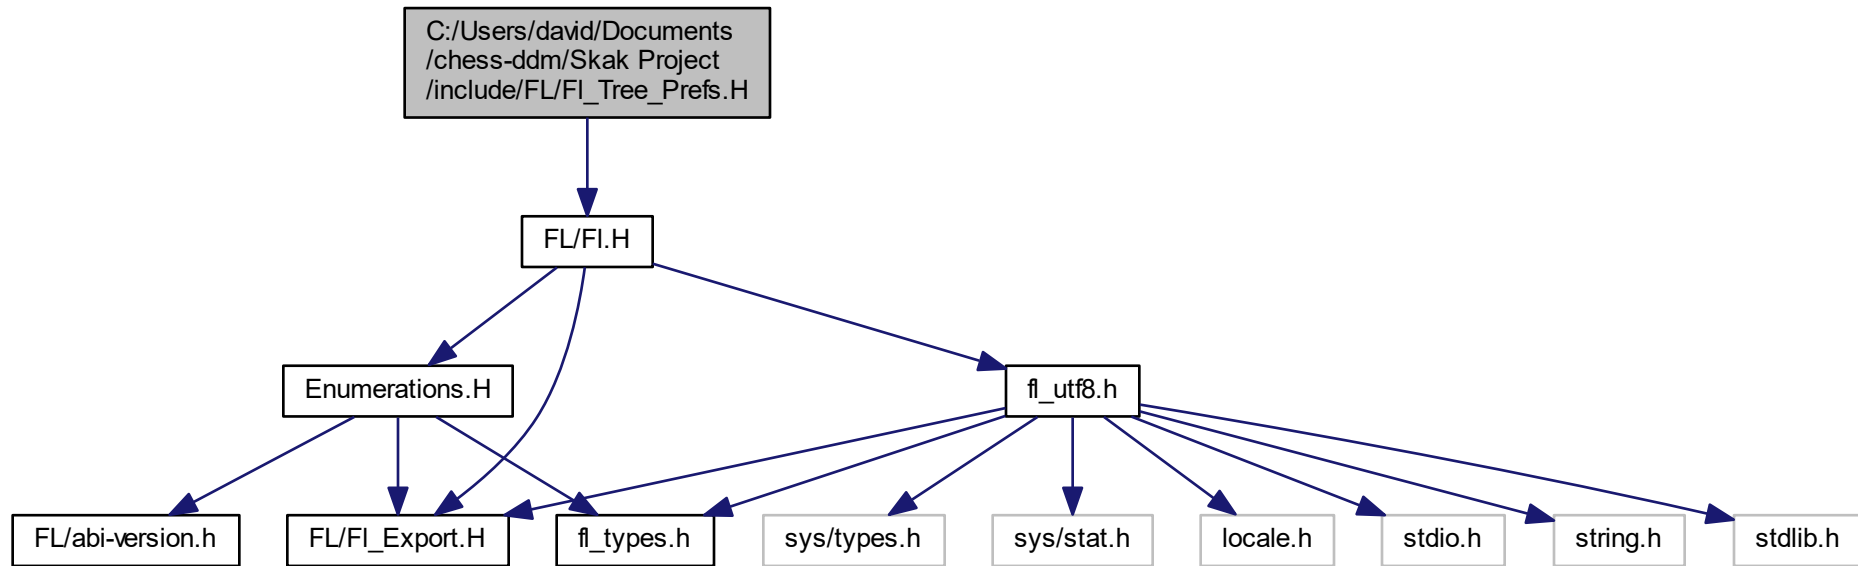 C:/Users/david/Documents
/chess-ddm/Skak Project
/include/FL/Fl_Tree_Prefs.H
FL/Fl.H
Enumerations.H
fl_utf8.h
FL/abi-version.h
FL/Fl_Export.H
fl_types.h
sys/types.h
sys/stat.h
locale.h
stdio.h
string.h
stdlib.h